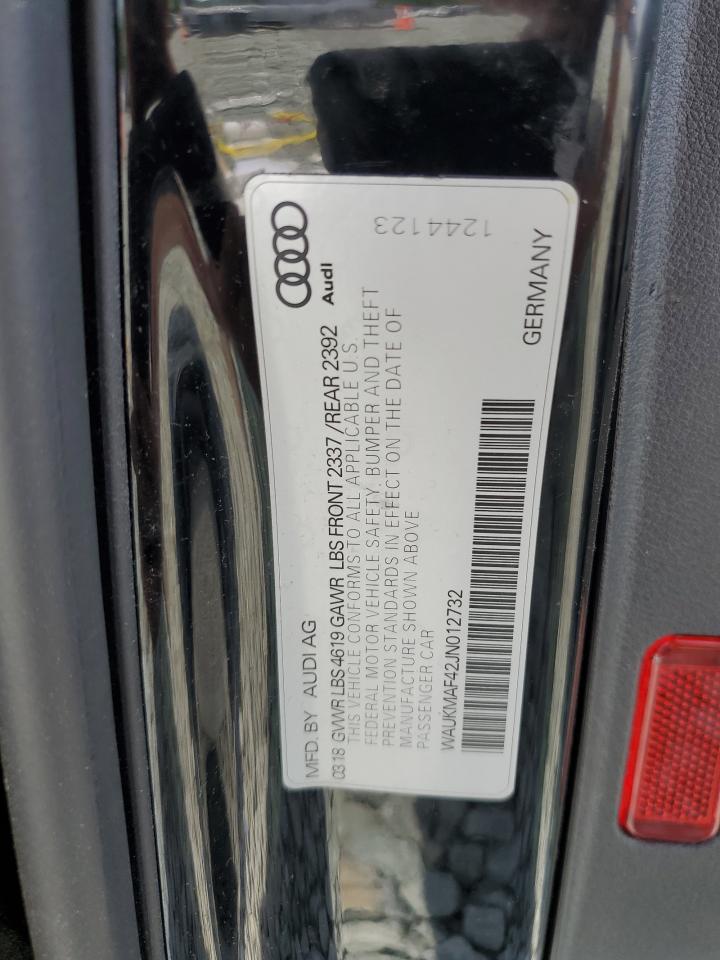 Audi
1244123
MFD. BY AUDI AG
0318 GVWR LBS 4619 GAWR LBS FRONT 2337 / REAR 2392
THIS VEHICLE CONFORMS TO ALL APPLICABLE U.S.
FEDERAL MOTOR VEHICLE SAFETY. BUMPER AND THEFT
PREVENTION STANDARDS IN EFFECT ON THE DATE OF
MANUFACTURE SHOWN ABOVE
PASSENGER CAR
WAUKMAF42JN012732
GERMANY